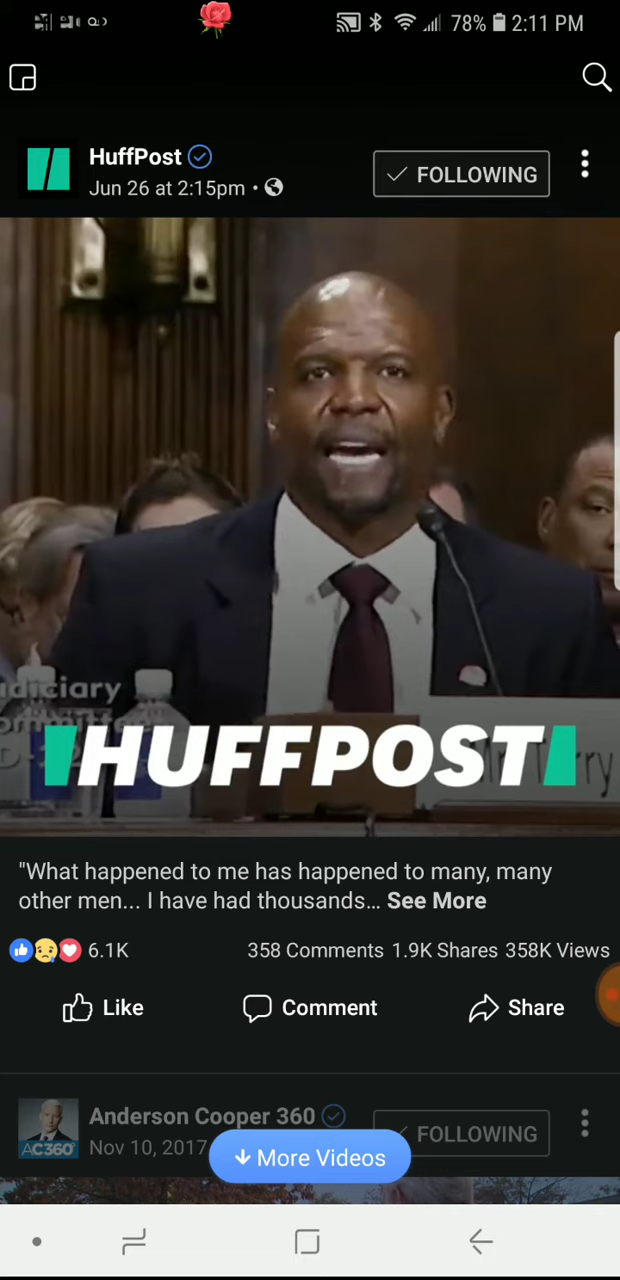 78% 2:11 PM
HuffPost
Jun 26 at 2:15pm •
FOLLOWING
diciary
HUFFPOST
"What happened to me has happened to many, many
other men... I have had thousands... See More
6.1K 358 Comments 1.9K Shares 358K Views
Like Comment Share
Anderson Cooper 360
AC360°
Nov 10, 2017
FOLLOWING
More Videos